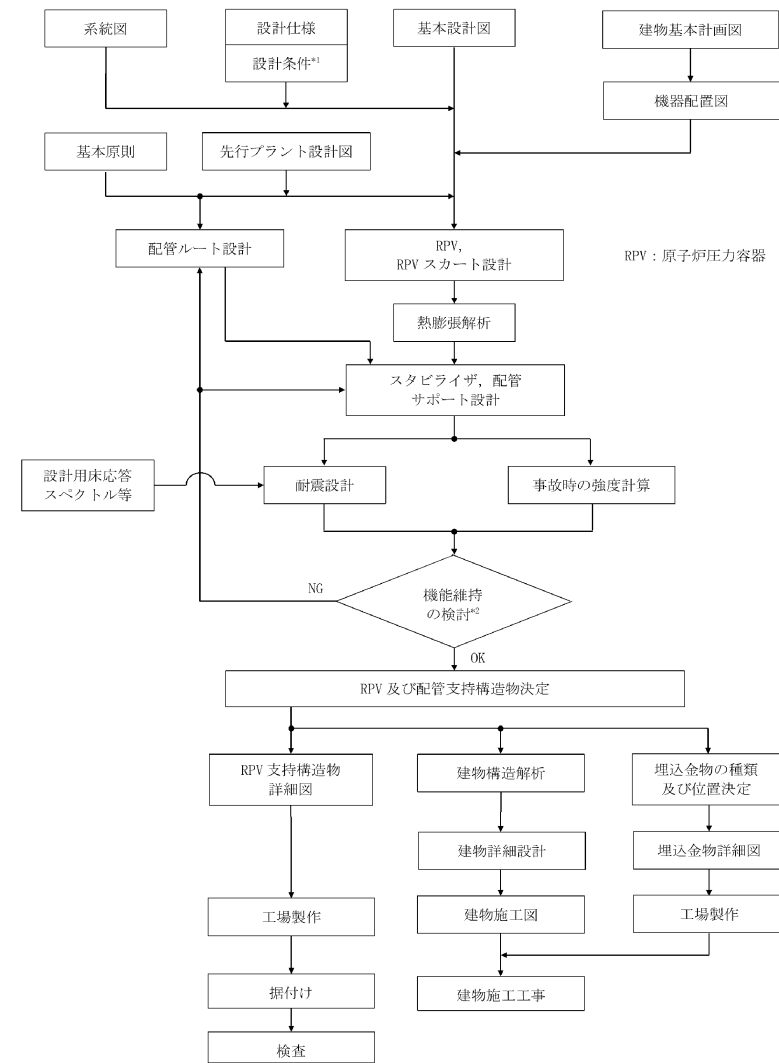 系統図
設計仕様
設計条件*1
基本設計図
建物基本計画図
機器配置図
基本原則
先行プラント設計図
配管ルート設計
RPV,
RPV スカート設計
RPV：原子炉圧力容器
熱膨張解析
スタビライザ，配管
サポート設計
設計用床応答
スペクトル等
耐震設計
事故時の強度計算
機能維持
の検討*2
NG
OK
RPV 及び配管支持構造物決定
RPV 支持構造物
詳細図
建物構造解析
埋込金物の種類
及び位置決定
建物詳細設計
埋込金物詳細図
工場製作
建物施工図
工場製作
据付け
建物施工工事
検査